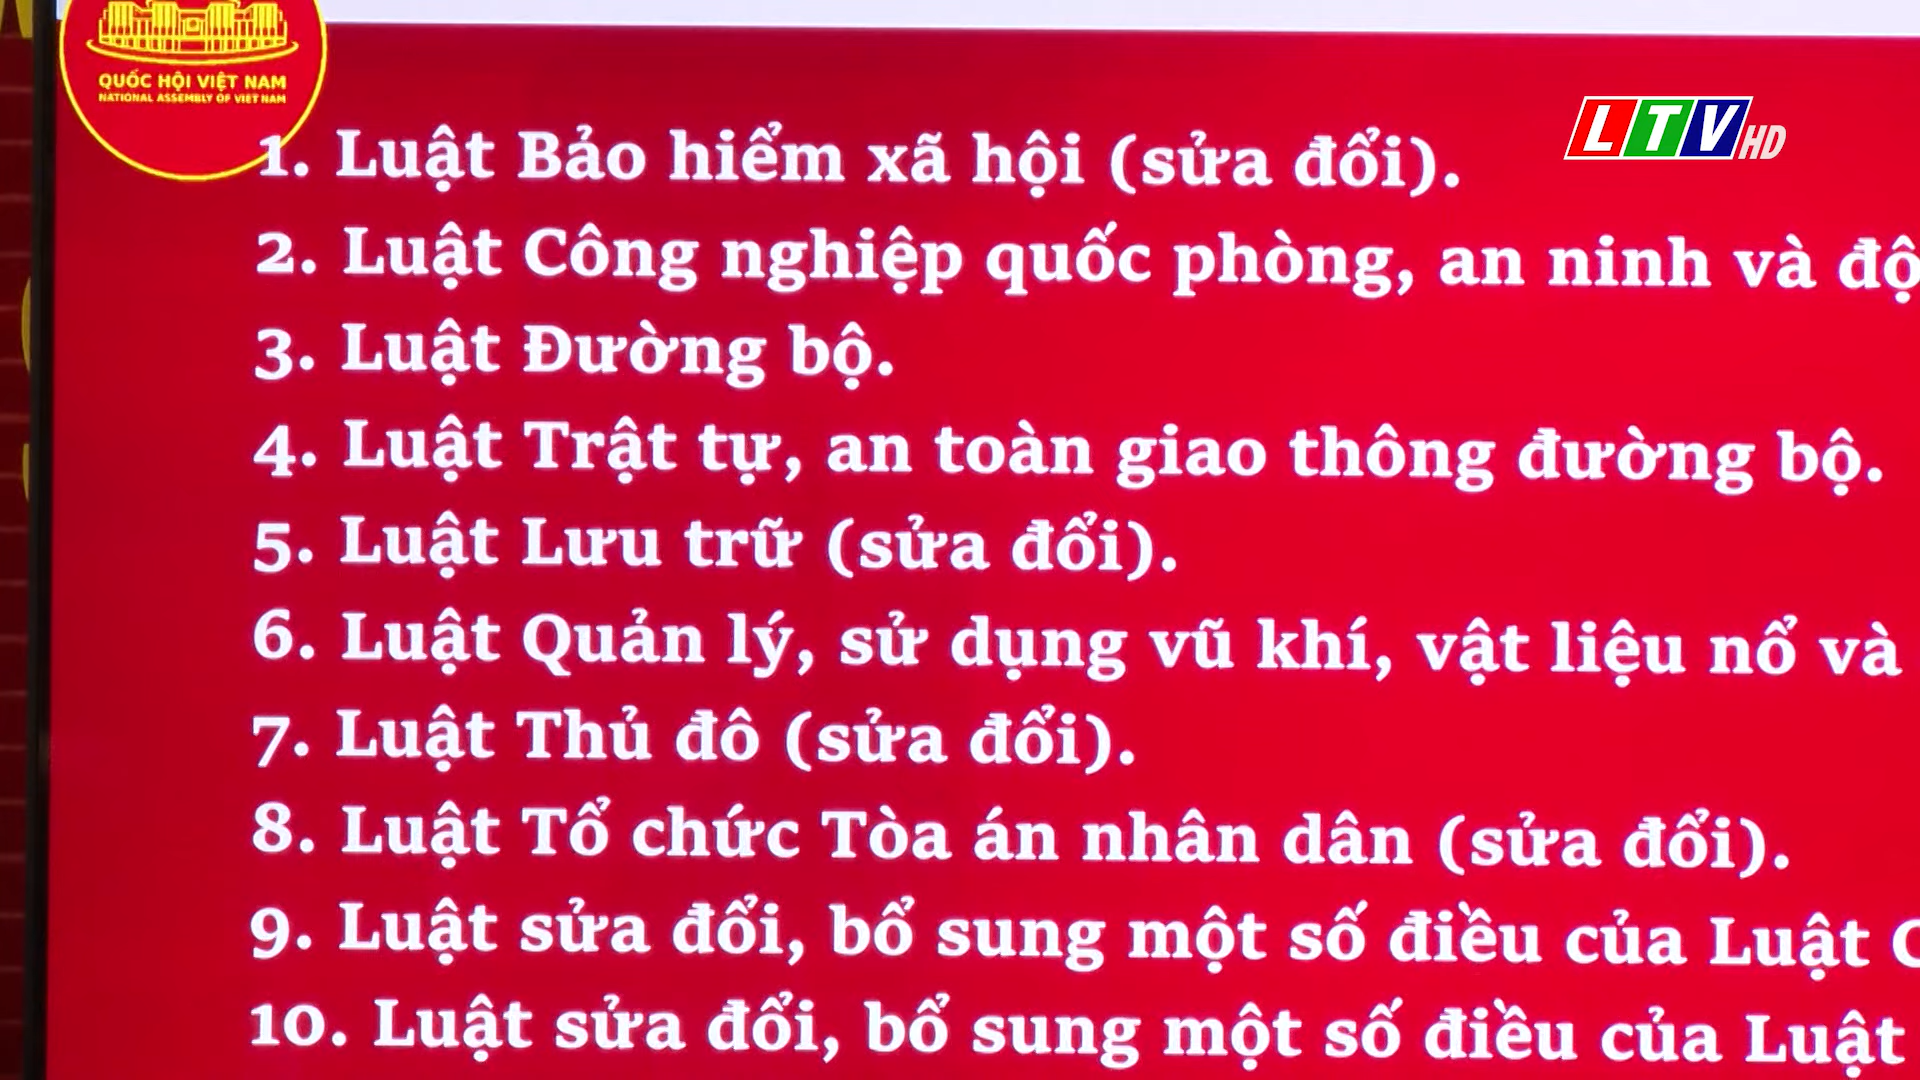 QUỐC HỘI VIỆT NAM
NATIONAL ASSEMBLY OF VIET NAM
LTV HD
1. Luật Bảo hiểm xã hội (sửa đổi).
2. Luật Công nghiệp quốc phòng, an ninh và độ
3. Luật Đường bộ.
4. Luật Trật tự, an toàn giao thông đường bộ.
5. Luật Lưu trữ (sửa đổi).
6. Luật Quản lý, sử dụng vũ khí, vật liệu nổ và
7. Luật Thủ đô (sửa đổi).
8. Luật Tổ chức Tòa án nhân dân (sửa đổi).
9. Luật sửa đổi, bổ sung một số điều của Luật
10. Luật sửa đổi, bổ sung một số điều của Luật